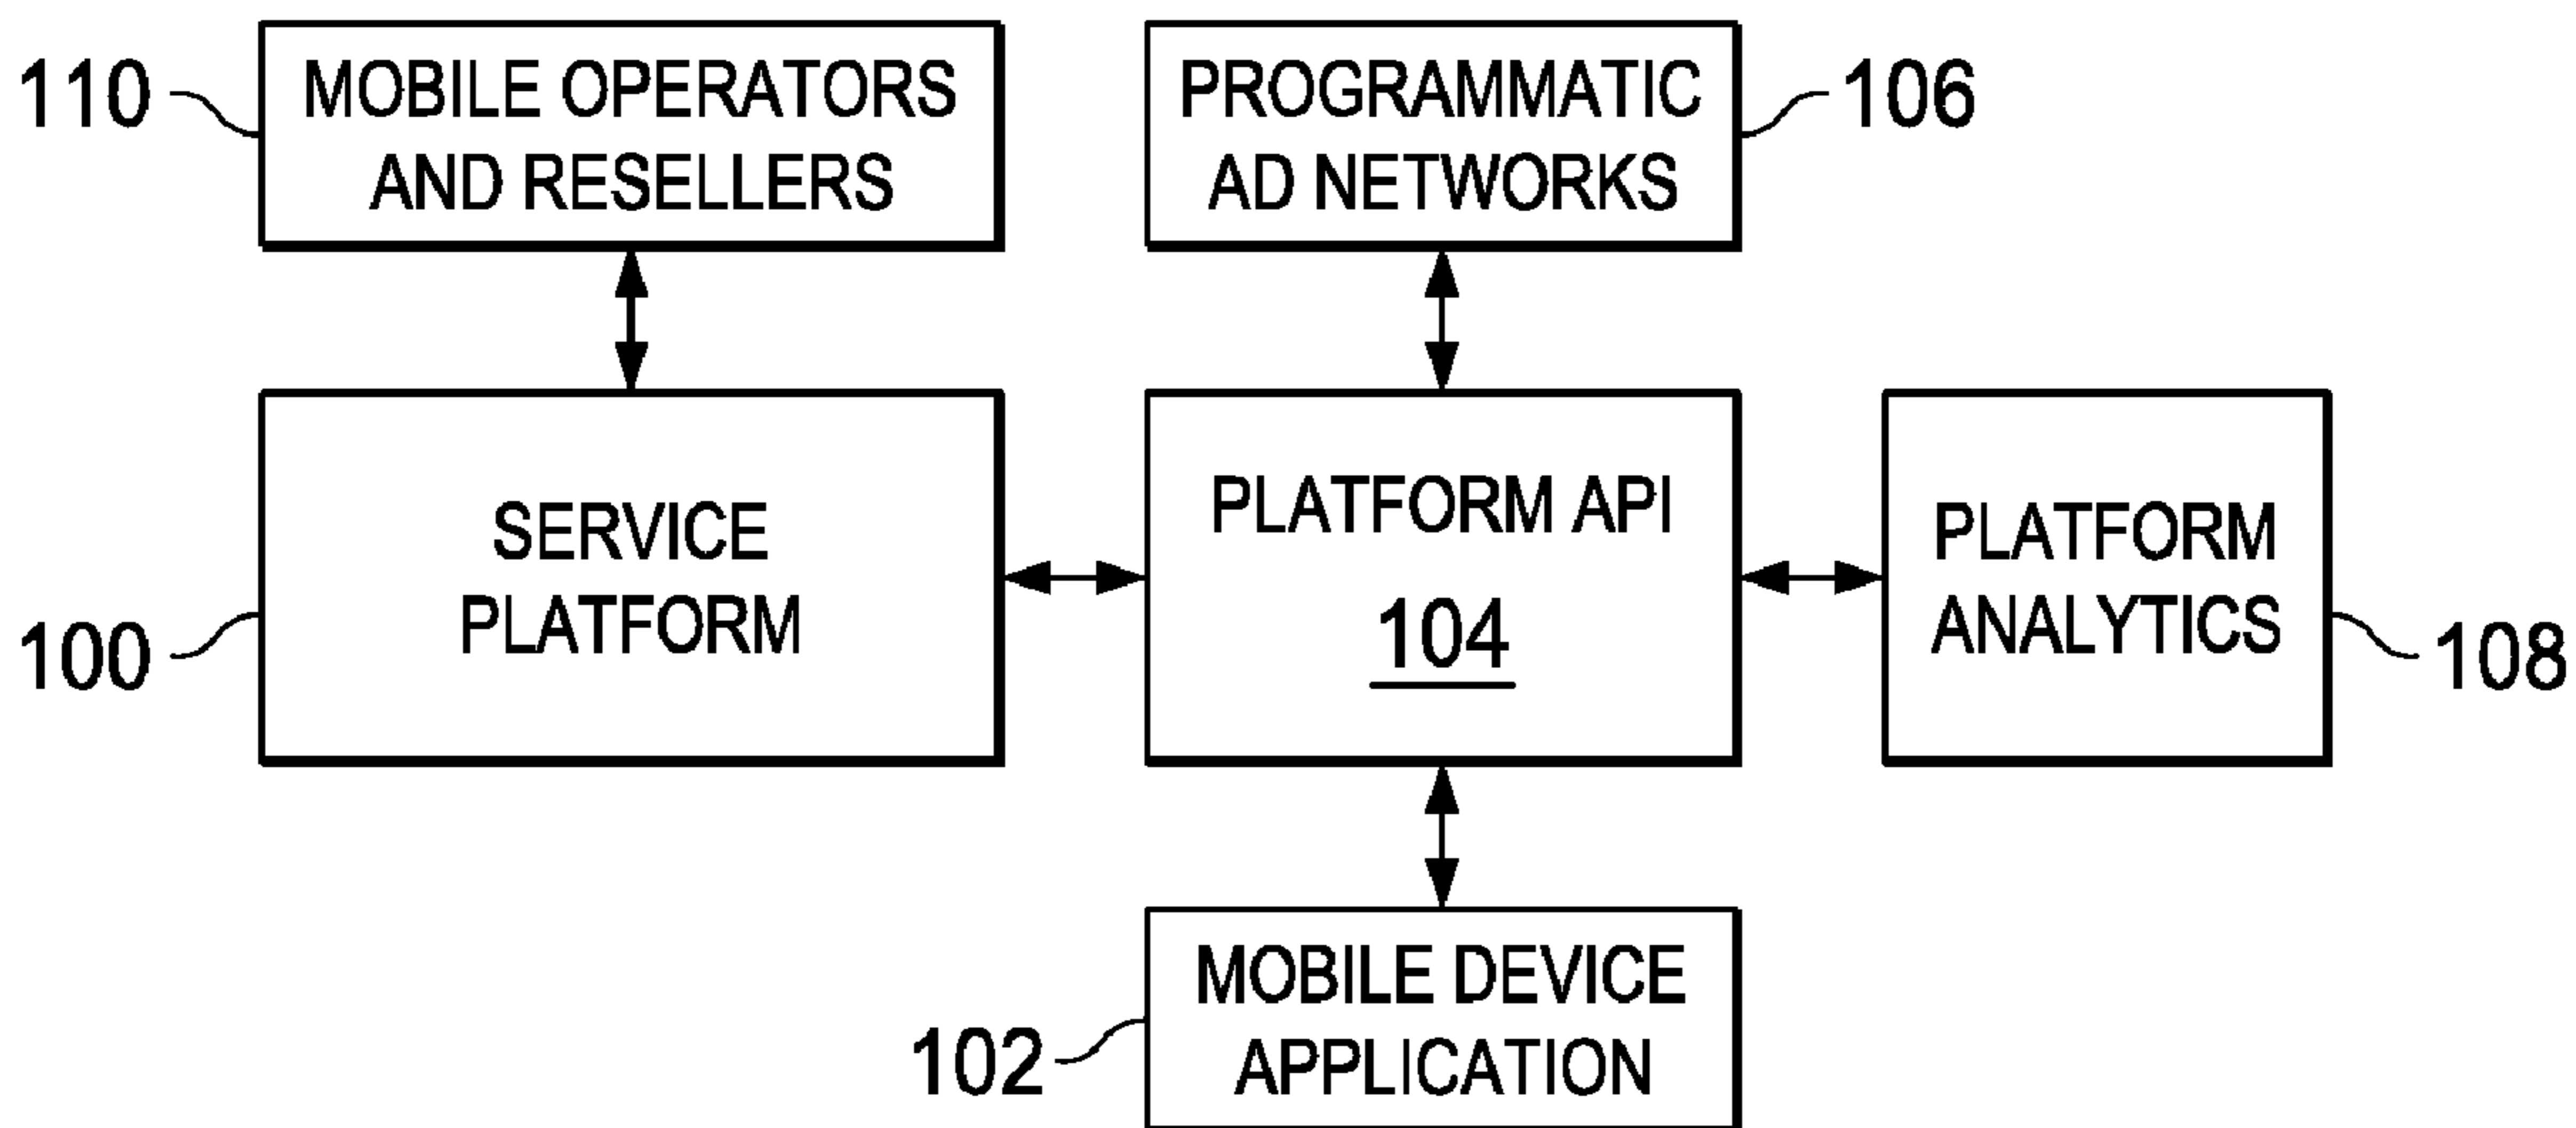 110
MOBILE OPERATORS
AND RESELLERS
PROGRAMMATIC
AD NETWORKS
106
100
SERVICE
PLATFORM
PLATFORM API
104
PLATFORM
ANALYTICS
108
102
MOBILE DEVICE
APPLICATION